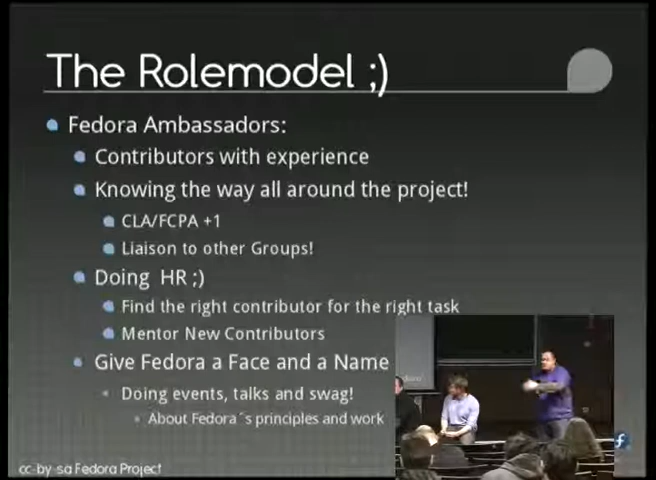 The Rolemodel ;)
Fedora Ambassadors:
Contributors with experience
Knowing the way all around the project!
CLA/FCPA +1
Liaison to other Groups!
Doing HR ;)
Find the right contributor for the right task
Mentor New Contributors
Give Fedora a Face and a Name
Doing events, talks and swag!
About Fedora´s principles and work
cc-by-sa Fedora Project